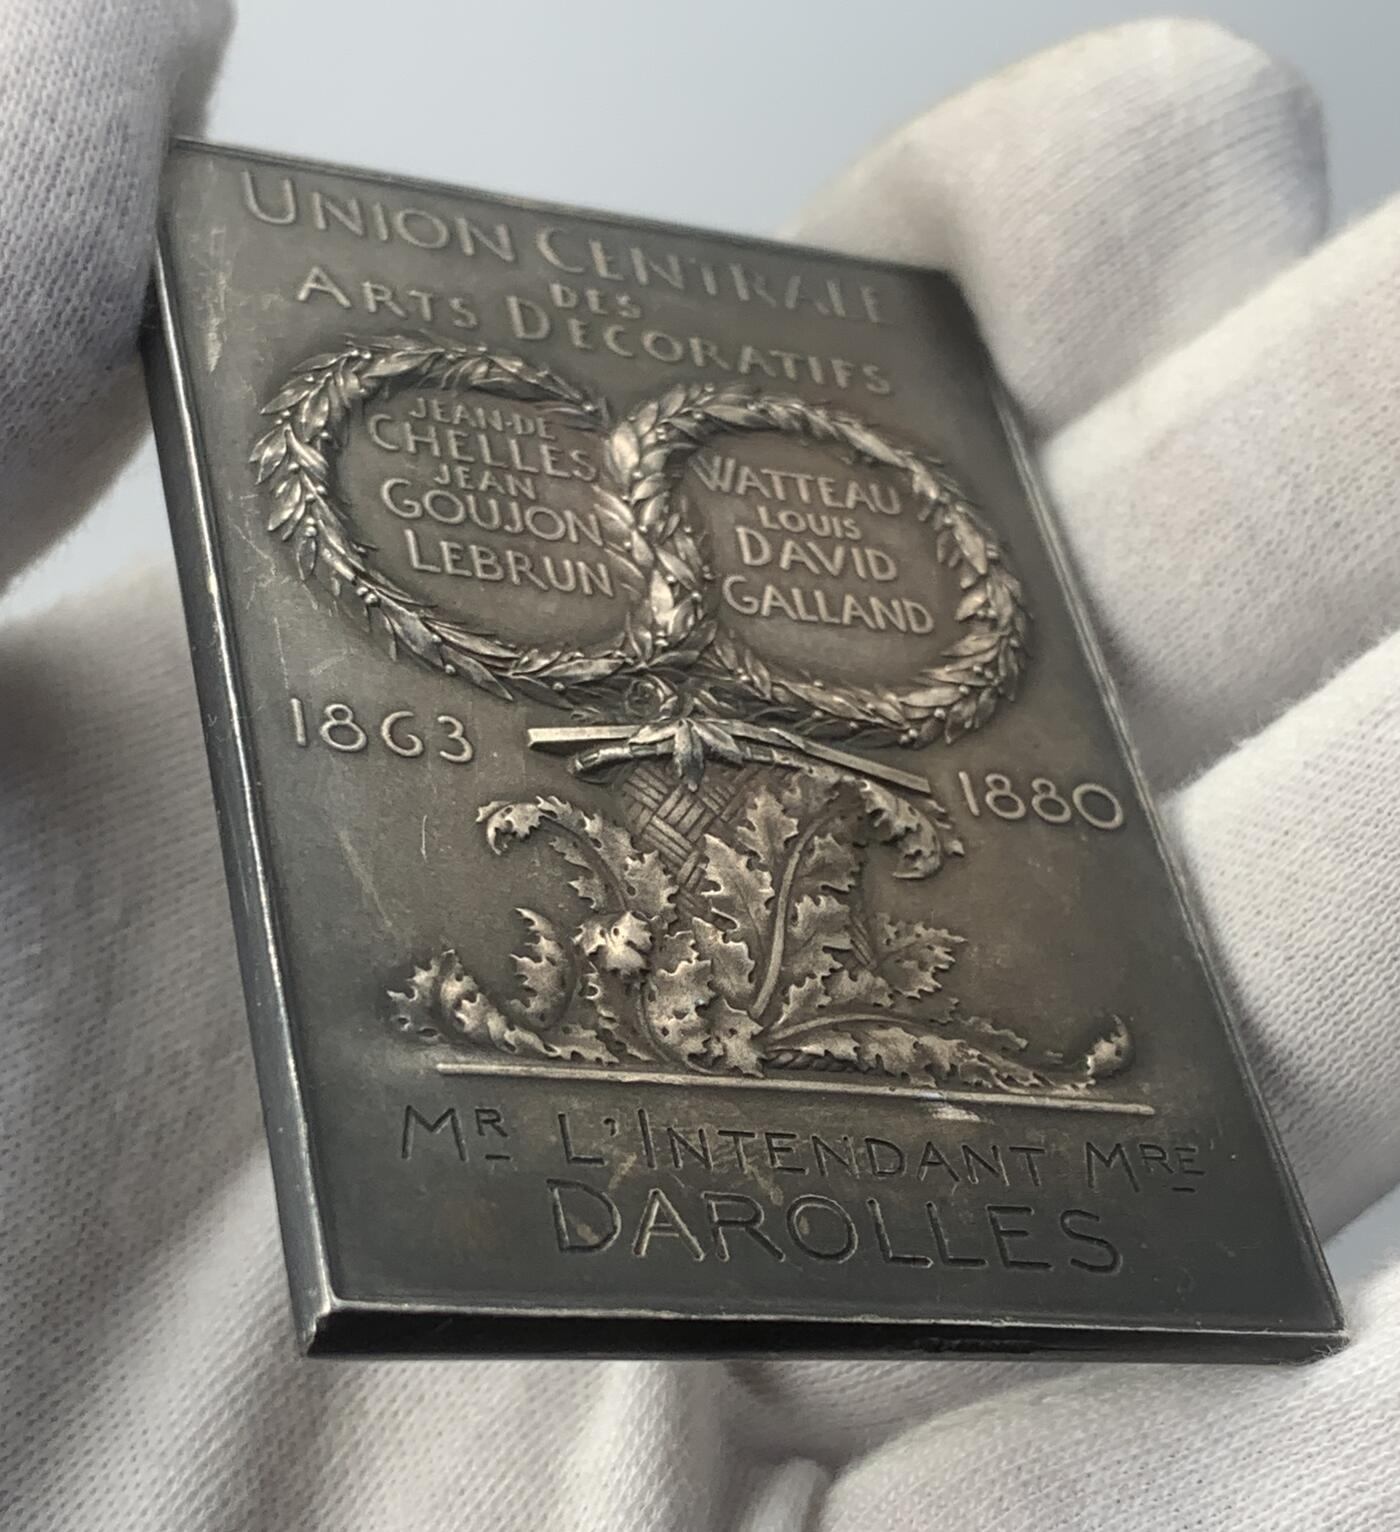 UNION CENTRALE
DES
ARTS DECORATIFS
JEAN·DE
CHELLES
JEAN
GOUJON
LEBRUN
WATTEAU
LOUIS
DAVID
GALLAND
1863
1880
MR L'INTENDANT MRE
DAROLLES